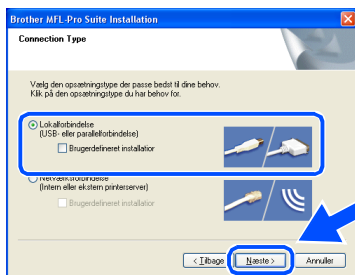 Brother MFL-Pro Suite Installation
Connection Type
Vælg den opsætningstype der passe bedst til dine behov.
Klik på den opsætningstype du har behov for.
Lokalforbindelse
(USB- eller parallelforbindelse)
Brugerdefineret installatior
Netværksforbindelse
(Intern eller ekstern printerserver)
Brugerdefineret installatior
< Tilbage
Næste >
Annuller